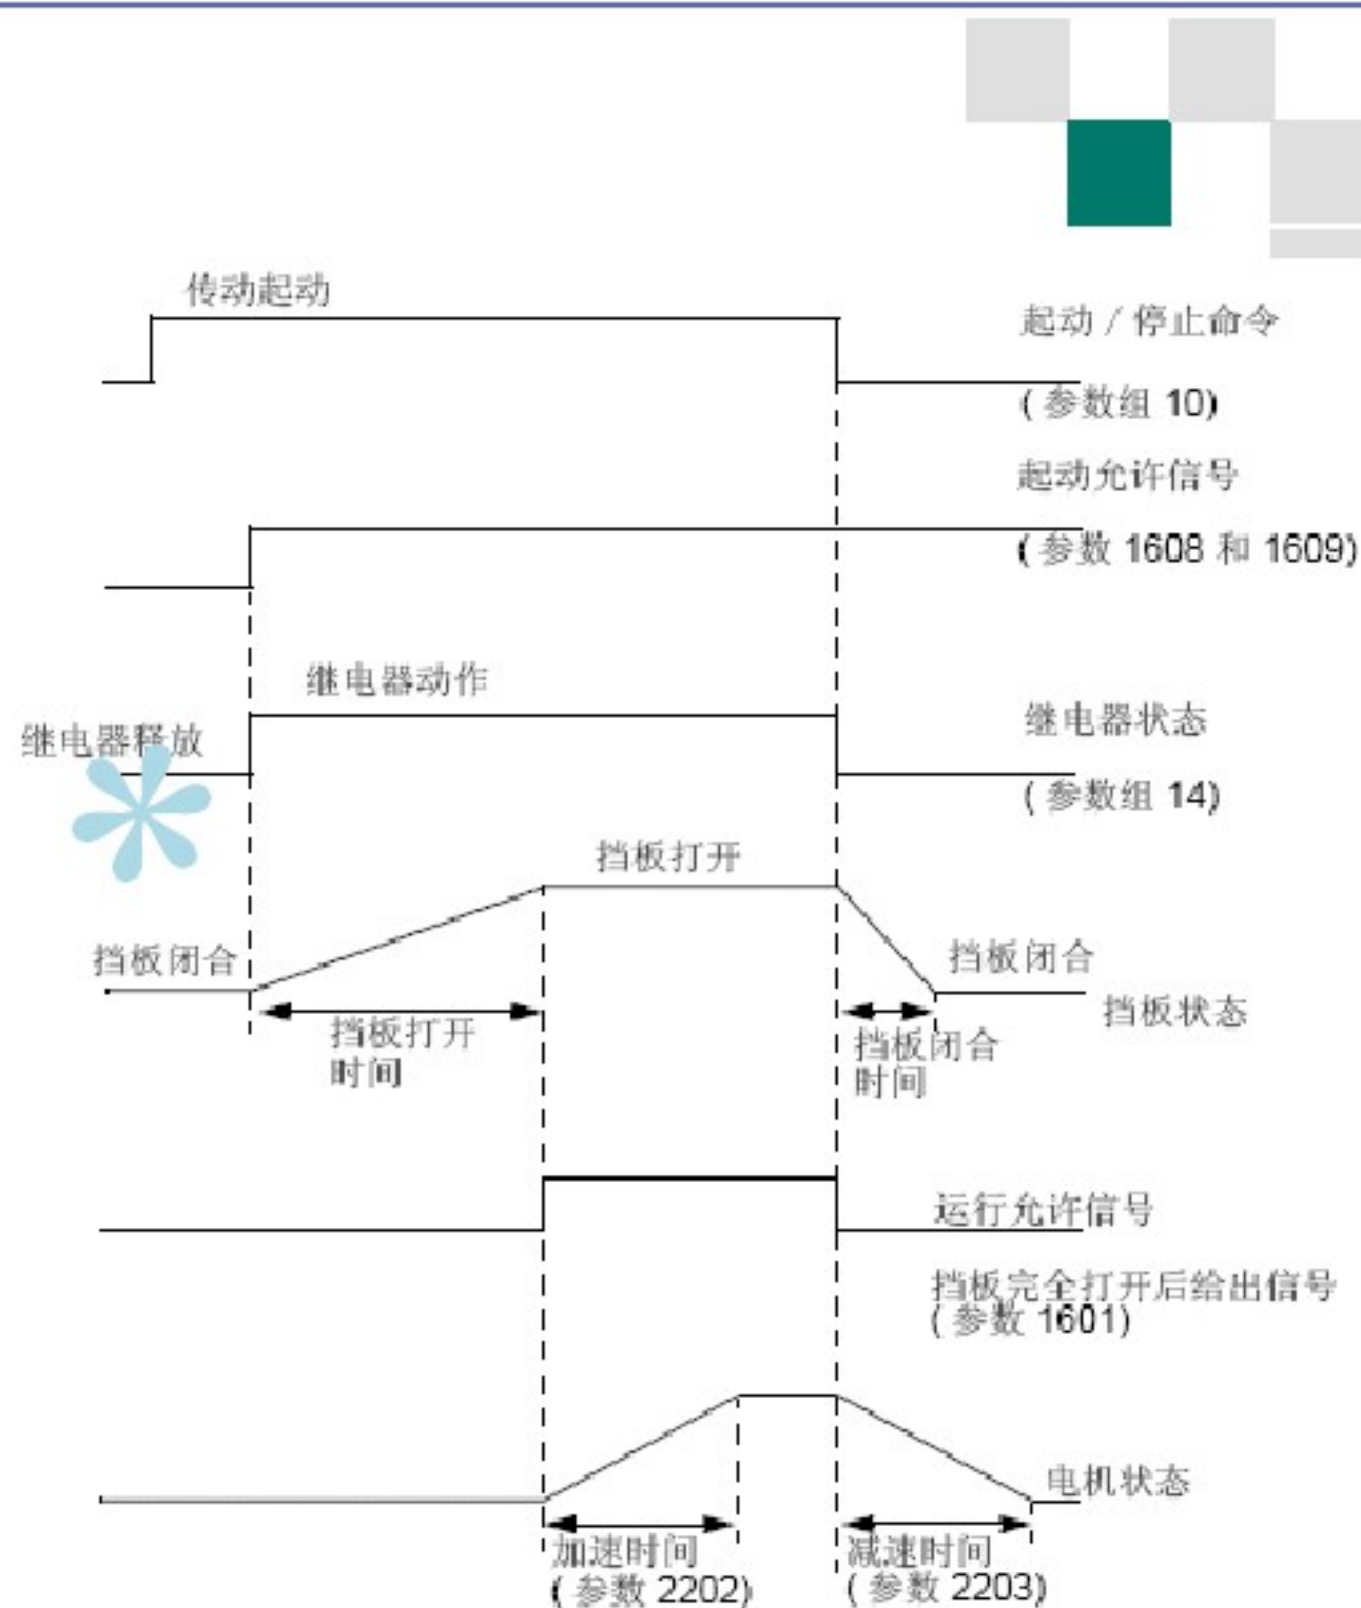 传动起动
起动 / 停止命令
( 参数组 10)
起动允许信号
( 参数 1608 和 1609)
继电器动作
继电器释放
继电器状态
( 参数组 14)
挡板打开
挡板闭合
挡板闭合
挡板状态
挡板打开
时间
挡板闭合
时间
运行允许信号
挡板完全打开后给出信号
( 参数 1601)
电机状态
加速时间
( 参数 2202)
减速时间
( 参数 2203)